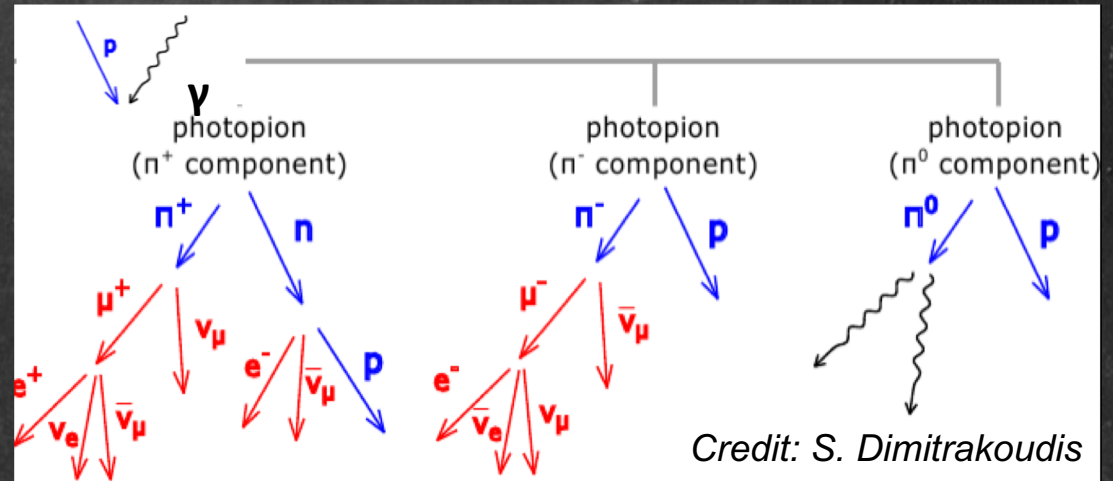 p
γ
photopion
(π⁺ component)
photopion
(π⁻ component)
photopion
(π⁰ component)
π⁺ n
π⁻ p
π⁰ p
μ⁺ ν_μ
μ⁻ ν̄_μ
e⁻ ν̄_μ p
e⁺ ν_e ν̄_μ
e⁻ ν̄_e ν_μ
Credit: S. Dimitrakoudis